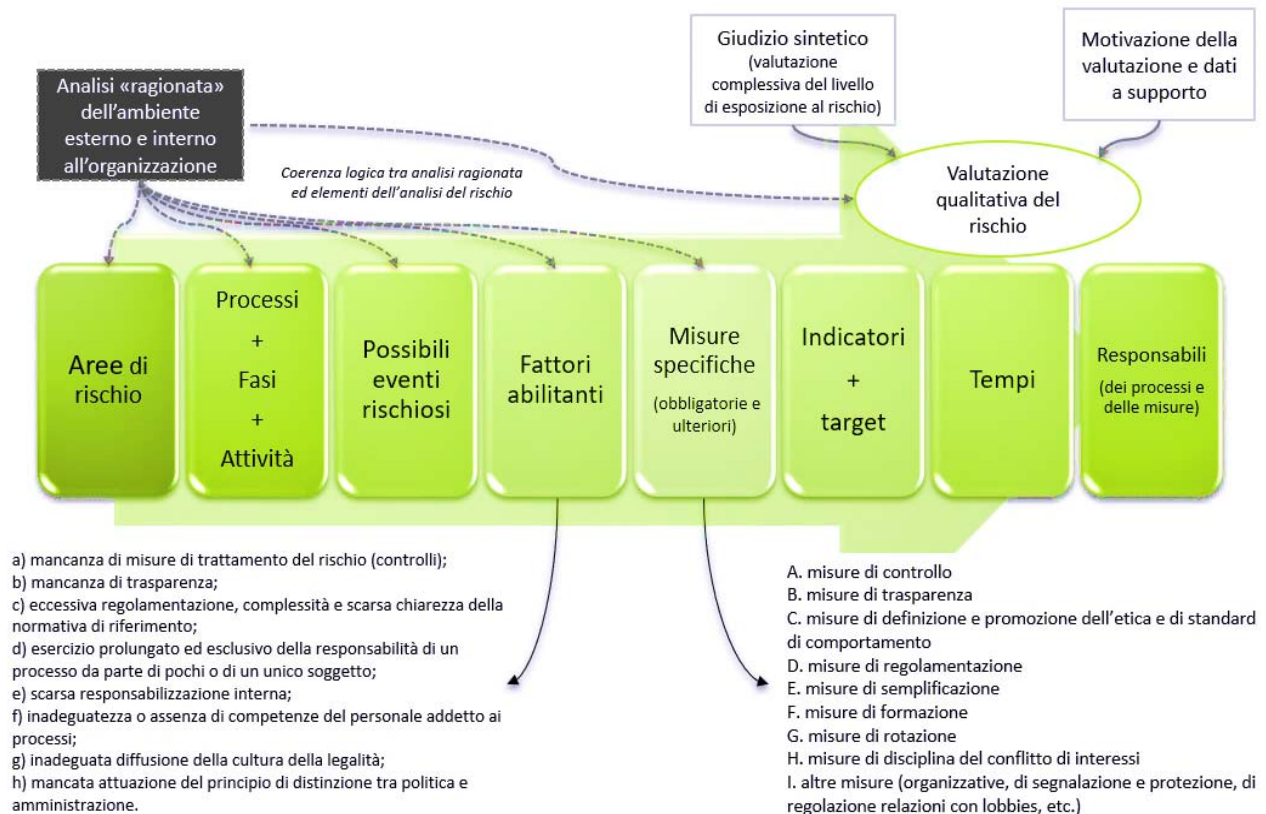 Giudizio sintetico
(valutazione
complessiva del livello
di esposizione al rischio)
Motivazione della
valutazione e dati
a supporto
Analisi «ragionata»
dell’ambiente
esterno e interno
all’organizzazione
Coerenza logica tra analisi ragionata
ed elementi dell’analisi del rischio
Valutazione
qualitativa del
rischio
Aree di
rischio
Processi
+
Fasi
+
Attività
Possibili
eventi
rischiosi
Fattori
abilitanti
Misure
specifiche
(obbligatorie e
ulteriori)
Indicatori
+
target
Tempi
Responsabili
(dei processi e
delle misure)
a) mancanza di misure di trattamento del rischio (controlli);
b) mancanza di trasparenza;
c) eccessiva regolamentazione, complessità e scarsa chiarezza della
normativa di riferimento;
d) esercizio prolungato ed esclusivo della responsabilità di un
processo da parte di pochi o di un unico soggetto;
e) scarsa responsabilizzazione interna;
f) inadeguatezza o assenza di competenze del personale addetto ai
processi;
g) inadeguata diffusione della cultura della legalità;
h) mancata attuazione del principio di distinzione tra politica e
amministrazione.
A. misure di controllo
B. misure di trasparenza
C. misure di definizione e promozione dell’etica e di standard
di comportamento
D. misure di regolamentazione
E. misure di semplificazione
F. misure di formazione
G. misure di rotazione
H. misure di disciplina del conflitto di interessi
I. altre misure (organizzative, di segnalazione e protezione, di
regolazione relazioni con lobbies, etc.)